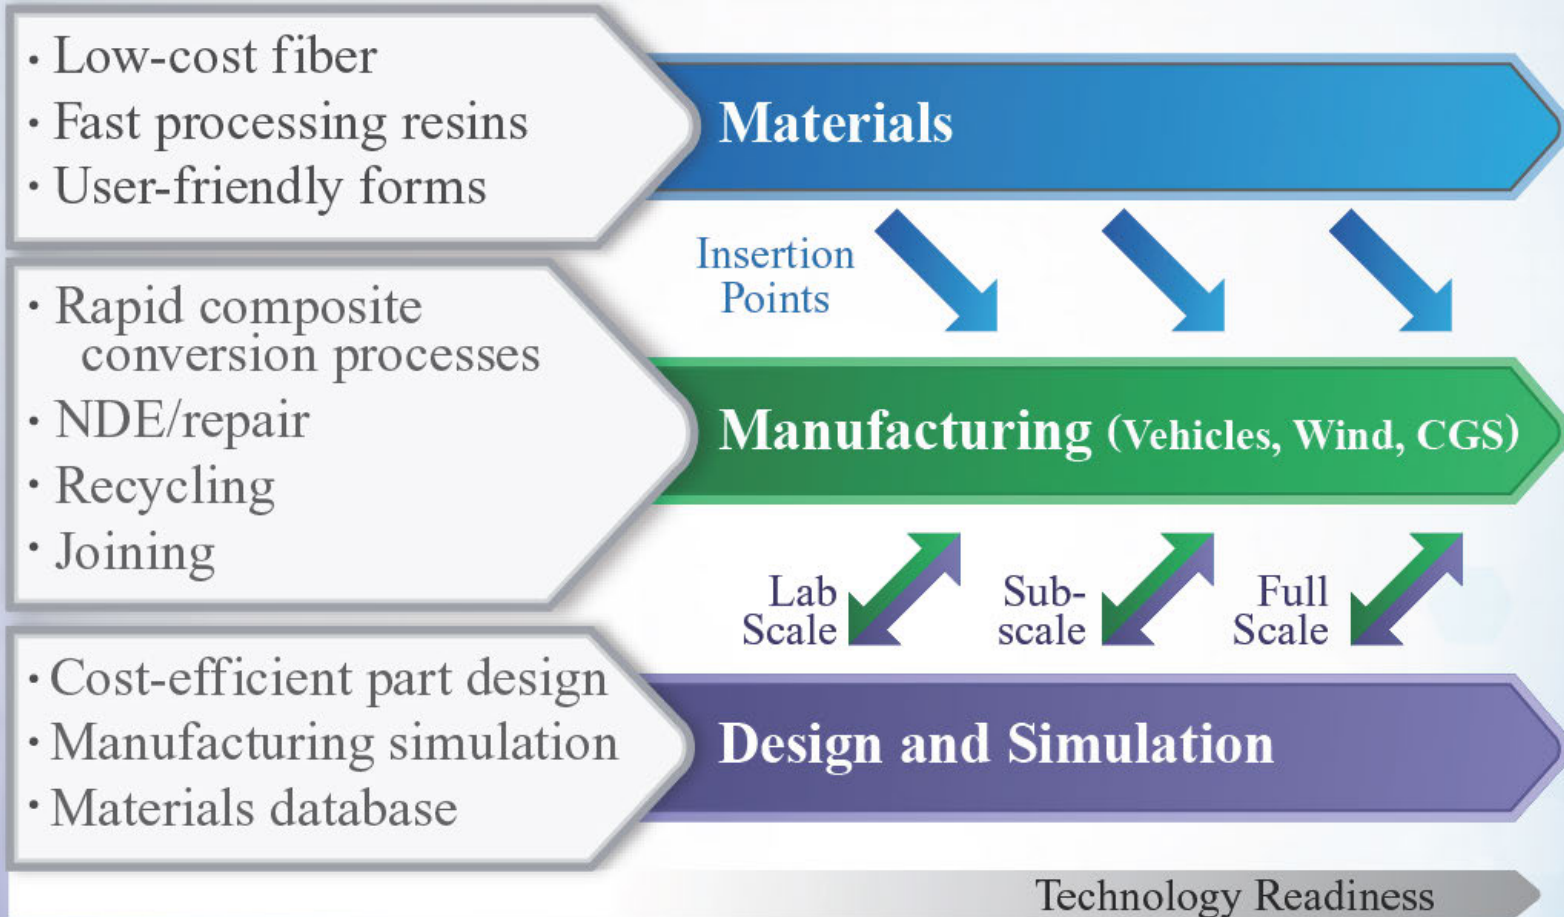 · Low-cost fiber
· Fast processing resins
· User-friendly forms
Materials
Insertion
Points
· Rapid composite
conversion processes
· NDE/repair
· Recycling
· Joining
Manufacturing (Vehicles, Wind, CGS)
Lab
Scale
Sub-
scale
Full
Scale
· Cost-efficient part design
· Manufacturing simulation
· Materials database
Design and Simulation
Technology Readiness